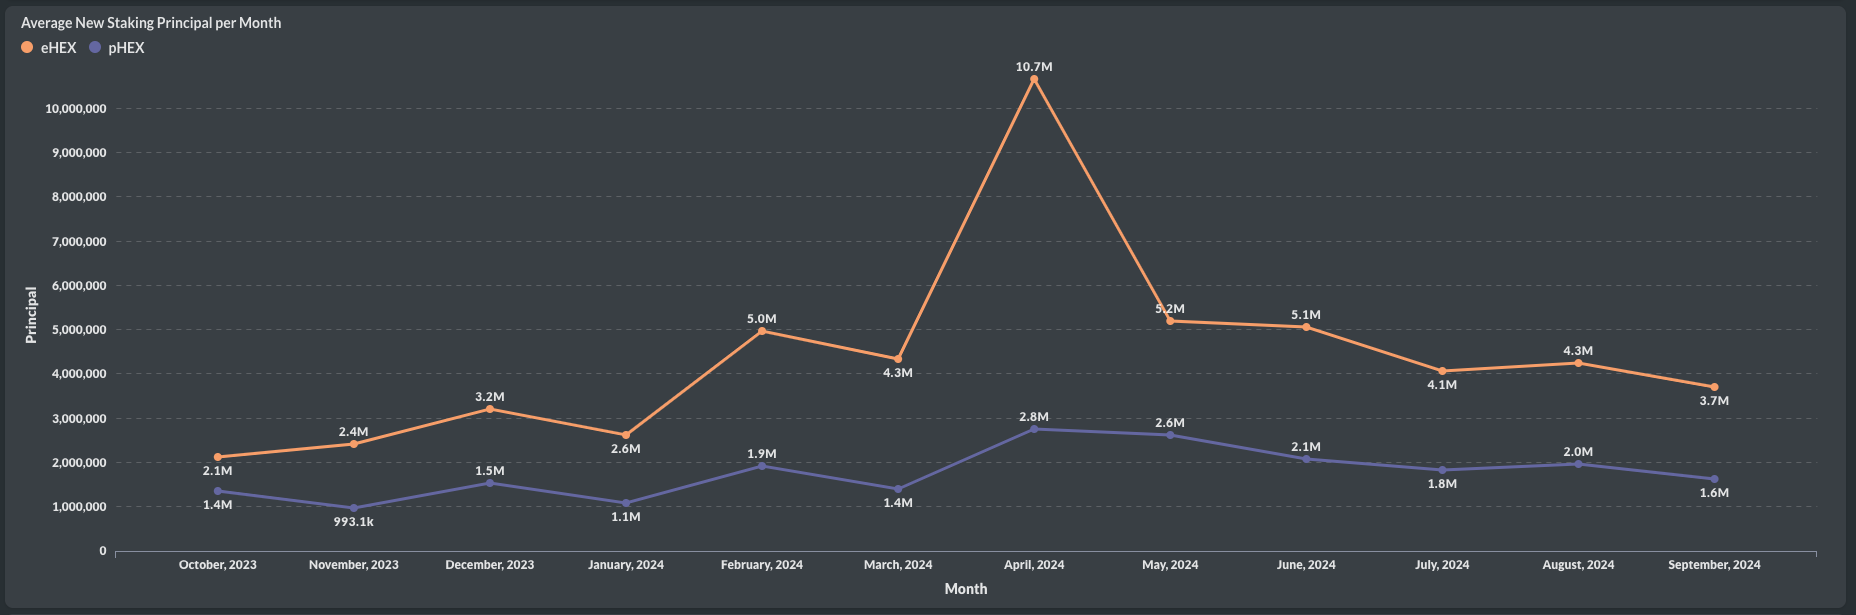 Average New Staking Principal per Month
eHEX pHEX
10.7M
10,000,000
9,000,000
8,000,000
7,000,000
6,000,000
5,000,000
4,000,000
3,000,000
2,000,000
1,000,000
0
Principal
2.1M
2.4M
3.2M
2.6M
5.0M
4.3M
5.2M
5.1M
4.1M
4.3M
3.7M
1.4M
993.1k
1.5M
1.1M
1.9M
1.4M
2.8M
2.6M
2.1M
1.8M
2.0M
1.6M
October, 2023 November, 2023 December, 2023 January, 2024 February, 2024 March, 2024 April, 2024 May, 2024 June, 2024 July, 2024 August, 2024 September, 2024
Month